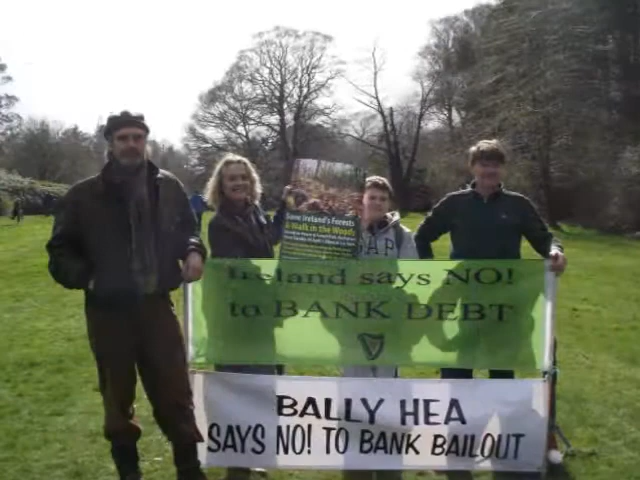 Save Ireland's Forests
A Walk in the Woods
GAP
Ireland says NO!
to BANK DEBT
BALLY HEA
SAYS NO! TO BANK BAILOUT